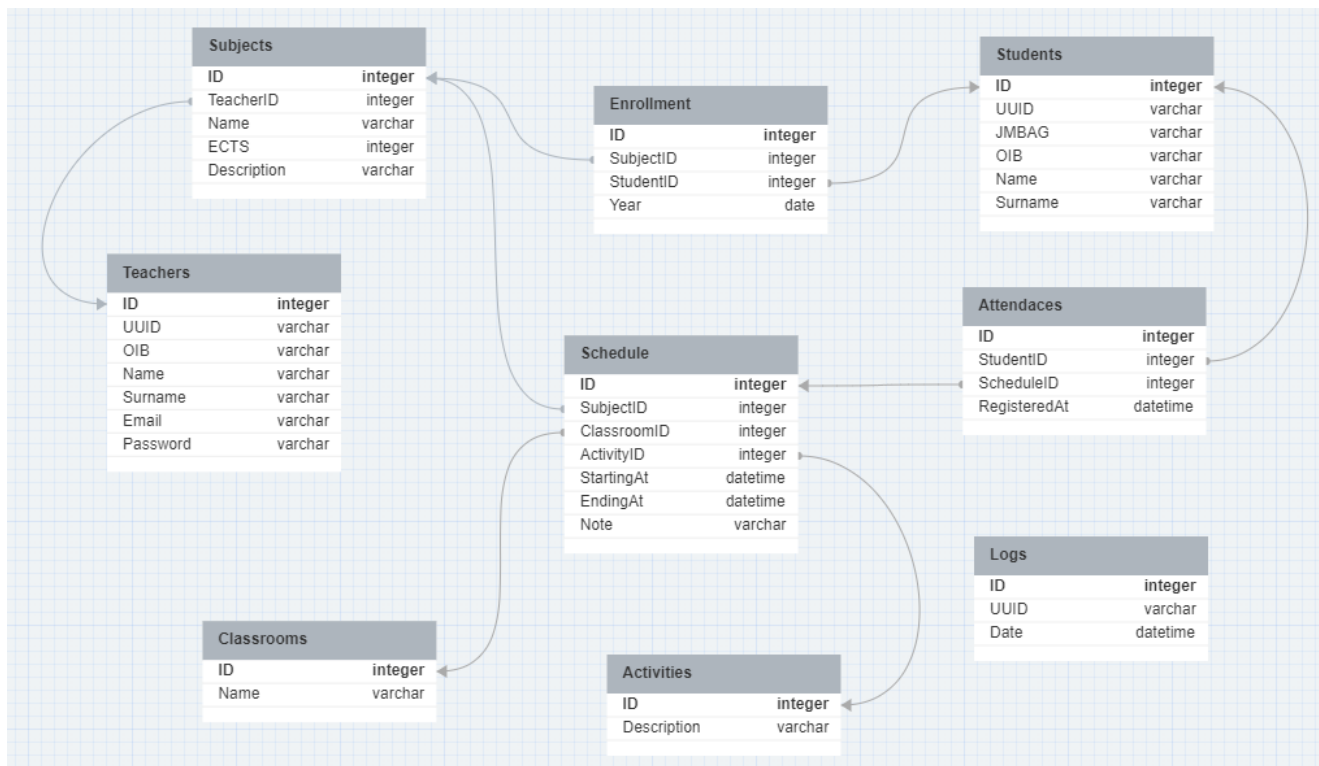 Subjects
ID integer
TeacherID integer
Name varchar
ECTS integer
Description varchar
Enrollment
ID integer
SubjectID integer
StudentID integer
Year date
Students
ID integer
UUID varchar
JMBAG varchar
OIB varchar
Name varchar
Surname varchar
Teachers
ID integer
UUID varchar
OIB varchar
Name varchar
Surname varchar
Email varchar
Password varchar
Schedule
ID integer
SubjectID integer
ClassroomID integer
ActivityID integer
StartingAt datetime
EndingAt datetime
Note varchar
Attendaces
ID integer
StudentID integer
ScheduleID integer
RegisteredAt datetime
Logs
ID integer
UUID varchar
Date datetime
Classrooms
ID integer
Name varchar
Activities
ID integer
Description varchar